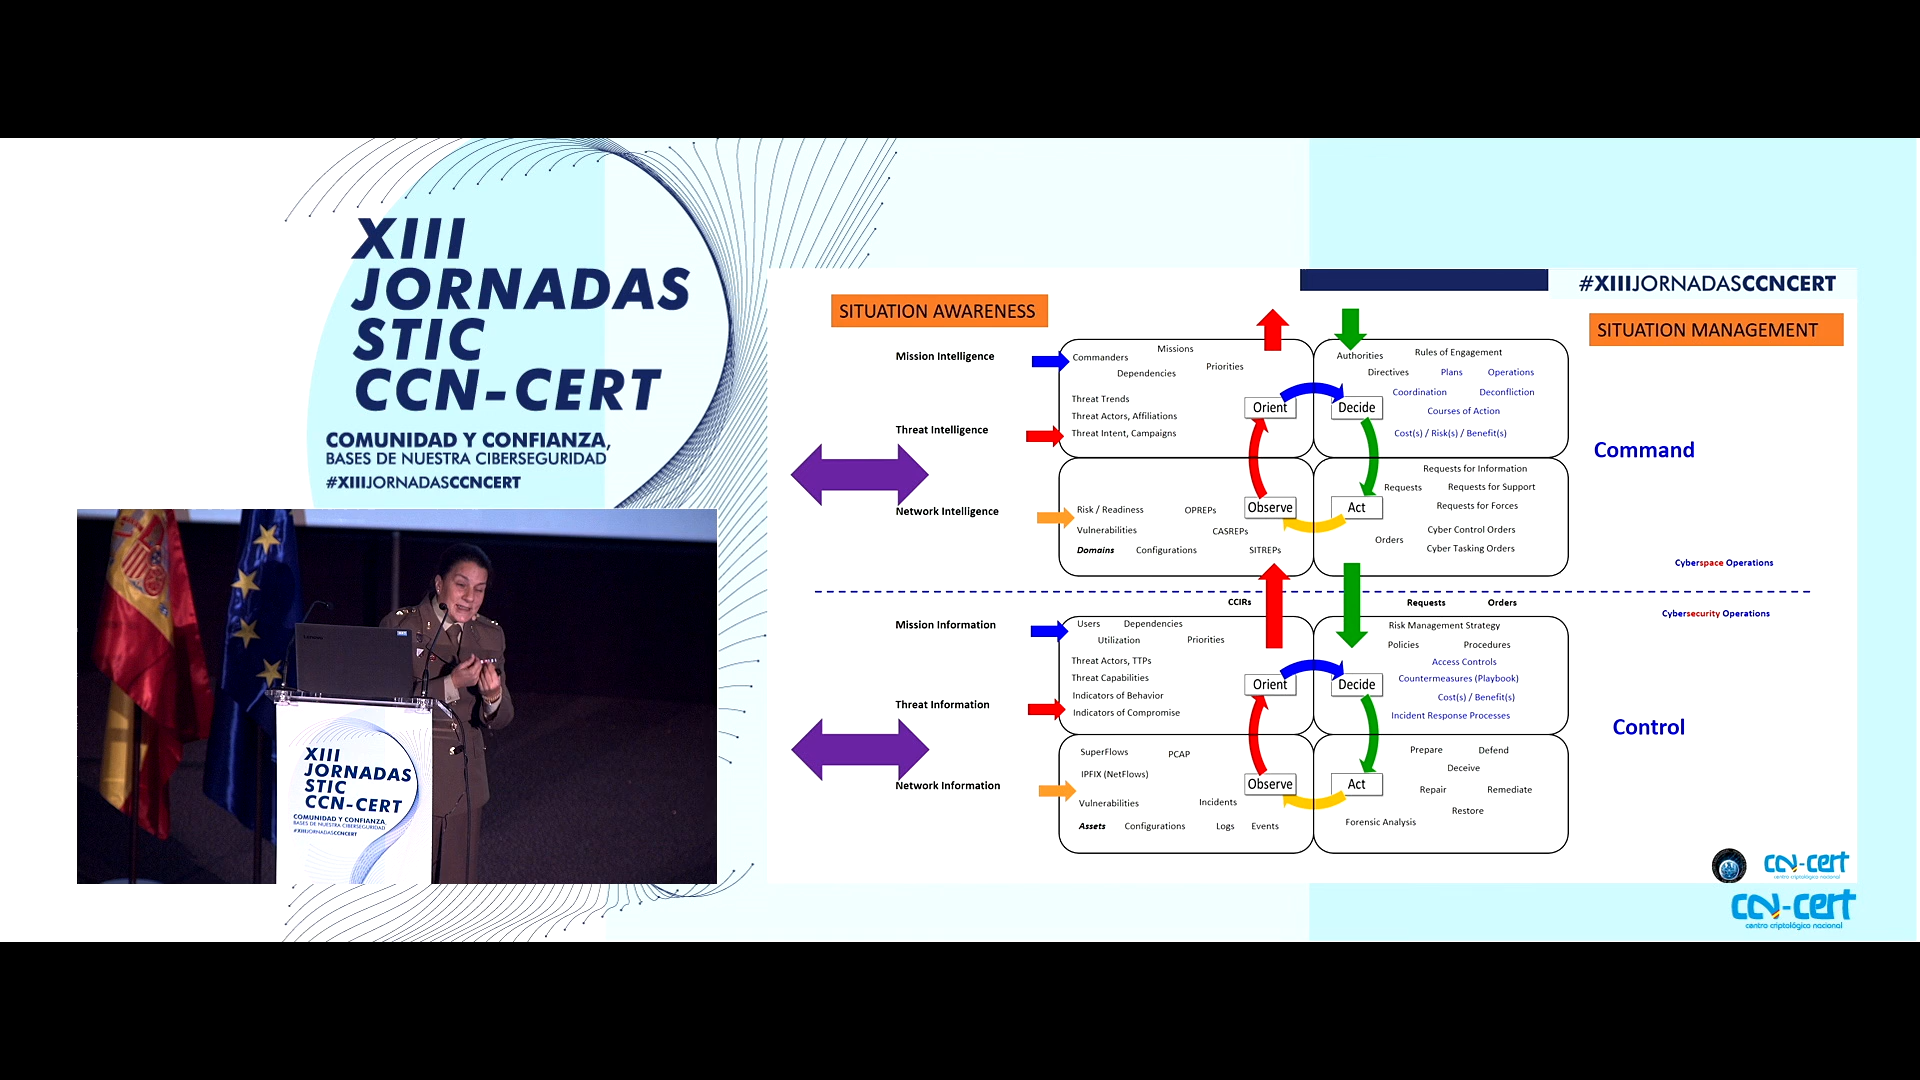 XIII
JORNADAS
STIC
CCN-CERT
COMUNIDAD Y CONFIANZA,
BASES DE NUESTRA CIBERSEGURIDAD
#XIIIJORNADASCCNCERT
XIII
JORNADAS
STIC
CCN-CERT
COMUNIDAD Y CONFIANZA,
BASES DE NUESTRA CIBERSEGURIDAD
#XIIIJORNADASCCNCERT
#XIIIJORNADASCCNCERT
SITUATION AWARENESS
SITUATION MANAGEMENT
Mission Intelligence
Commanders
Missions
Dependencies
Priorities
Threat Trends
Threat Actors, Affiliations
Threat Intelligence
Threat Intent, Campaigns
Orient
Authorities
Rules of Engagement
Directives
Plans
Operations
Coordination
Deconfliction
Courses of Action
Cost(s) / Risk(s) / Benefit(s)
Decide
Command
Network Intelligence
Risk / Readiness
OPREPs
Vulnerabilities
CASREPs
Domains
Configurations
SITREPs
Observe
Act
Requests for Information
Requests
Requests for Support
Requests for Forces
Cyber Control Orders
Orders
Cyber Tasking Orders
Cyberspace Operations
CCIRs
Requests
Orders
Cybersecurity Operations
Mission Information
Users
Dependencies
Utilization
Priorities
Threat Actors, TTPs
Threat Capabilities
Indicators of Behavior
Threat Information
Indicators of Compromise
Orient
Risk Management Strategy
Policies
Procedures
Access Controls
Countermeasures (Playbook)
Cost(s) / Benefit(s)
Incident Response Processes
Decide
Control
SuperFlows
PCAP
IPFIX (NetFlows)
Network Information
Vulnerabilities
Incidents
Assets
Configurations
Logs
Events
Observe
Act
Prepare
Defend
Deceive
Repair
Remediate
Restore
Forensic Analysis
ccn-cert
centro criptológico nacional
ccn-cert
centro criptológico nacional